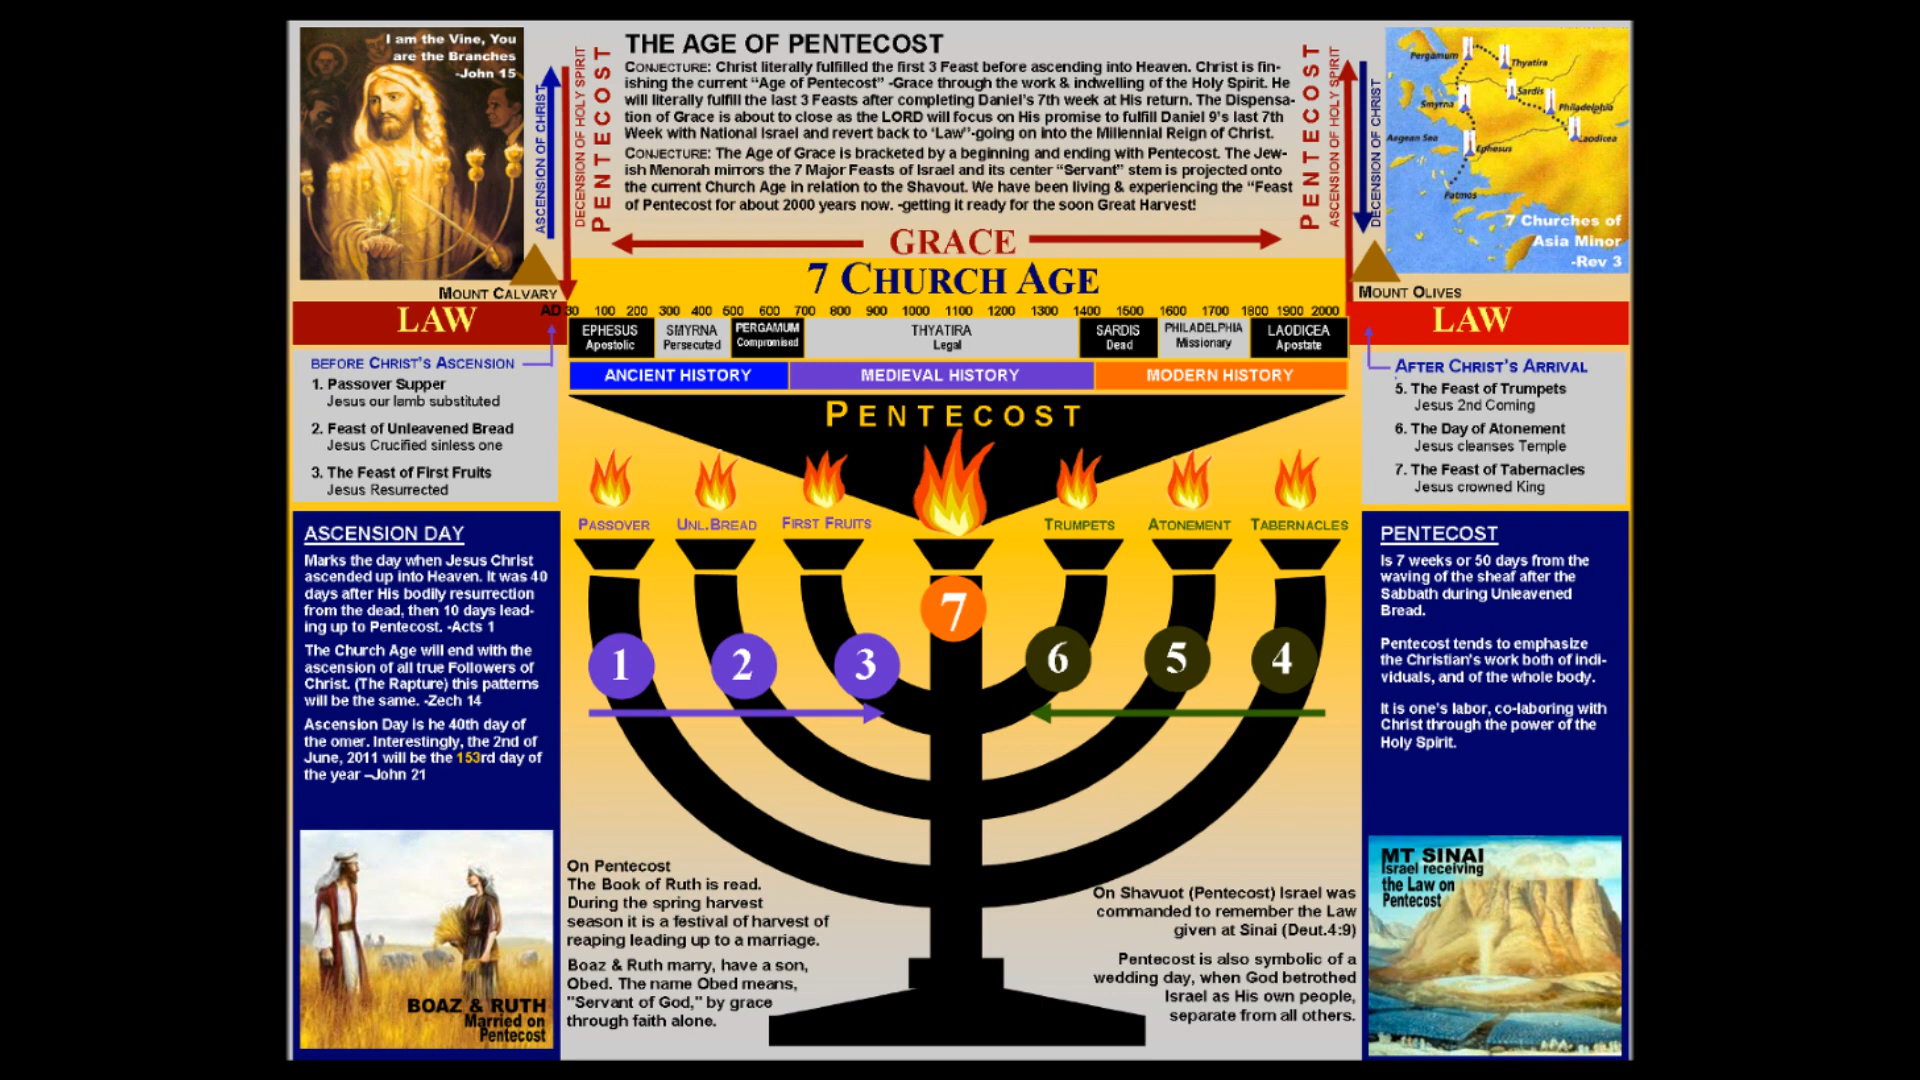 I am the Vine, You
are the Branches
-John 15
ASCENSION OF CHRIST
DECENSION OF HOLY SPIRIT
PENTECOST
THE AGE OF PENTECOST
CONJECTURE: Christ literally fulfilled the first 3 Feast before ascending into Heaven. Christ is fin-
ishing the current “Age of Pentecost” -Grace through the work & indwelling of the Holy Spirit. He
will literally fulfill the last 3 Feasts after completing Daniel's 7th week at His return. The Dispensa-
tion of Grace is about to close as the LORD will focus on His promise to fulfill Daniel 9's last 7th
Week with National Israel and revert back to 'Law"-going on into the Millennial Reign of Christ.
CONJECTURE: The Age of Grace is bracketed by a beginning and ending with Pentecost. The Jew-
ish Menorah mirrors the 7 Major Feasts of Israel and its center “Servant” stem is projected onto
the current Church Age in relation to the Shavout. We have been living & experiencing the “Feast
of Pentecost for about 2000 years now. -getting it ready for the soon Great Harvest!
PENTECOST
ASCENSION OF HOLY SPIRIT
DECENSION OF CHRIST
Pergamum
Thyatira
Sardis
Smyrna
Philadelphia
Aegean Sea
Laodicea
Ephesus
Patmos
7 Churches of
Asia Minor
-Rev 3
GRACE
7 CHURCH AGE
MOUNT CALVARY
MOUNT OLIVES
LAW
LAW
AD 30 100 200 300 400 500 600 700 800 900 1000 1100 1200 1300 1400 1500 1600 1700 1800 1900 2000
EPHESUS
Apostolic
SMYRNA
Persecuted
PERGAMUM
Compromised
THYATIRA
Legal
SARDIS
Dead
PHILADELPHIA
Missionary
LAODICEA
Apostate
ANCIENT HISTORY
MEDIEVAL HISTORY
MODERN HISTORY
BEFORE CHRIST'S ASCENSION
1. Passover Supper
Jesus our lamb substituted
2. Feast of Unleavened Bread
Jesus Crucified sinless one
3. The Feast of First Fruits
Jesus Resurrected
AFTER CHRIST'S ARRIVAL
5. The Feast of Trumpets
Jesus 2nd Coming
6. The Day of Atonement
Jesus cleanses Temple
7. The Feast of Tabernacles
Jesus crowned King
PENTECOST
PASSOVER
UNL.BREAD
FIRST FRUITS
TRUMPETS
ATONEMENT
TABERNACLES
7
1
2
3
6
5
4
ASCENSION DAY
Marks the day when Jesus Christ
ascended up into Heaven. It was 40
days after His bodily resurrection
from the dead, then 10 days lead-
ing up to Pentecost. -Acts 1
The Church Age will end with the
ascension of all true Followers of
Christ. (The Rapture) this patterns
will be the same. -Zech 14
Ascension Day is he 40th day of
the omer. Interestingly, the 2nd of
June, 2011 will be the 153rd day of
the year –John 21
PENTECOST
Is 7 weeks or 50 days from the
waving of the sheaf after the
Sabbath during Unleavened
Bread.
Pentecost tends to emphasize
the Christian's work both of indi-
viduals, and of the whole body.
It is one's labor, co-laboring with
Christ through the power of the
Holy Spirit.
BOAZ & RUTH
Married on
Pentecost
On Pentecost
The Book of Ruth is read.
During the spring harvest
season it is a festival of harvest of
reaping leading up to a marriage.
Boaz & Ruth marry, have a son,
Obed. The name Obed means,
"Servant of God," by grace
through faith alone.
On Shavuot (Pentecost) Israel was
commanded to remember the Law
given at Sinai (Deut.4:9)
Pentecost is also symbolic of a
wedding day, when God betrothed
Israel as His own people,
separate from all others.
MT SINAI
Israel receiving
the Law on
Pentecost